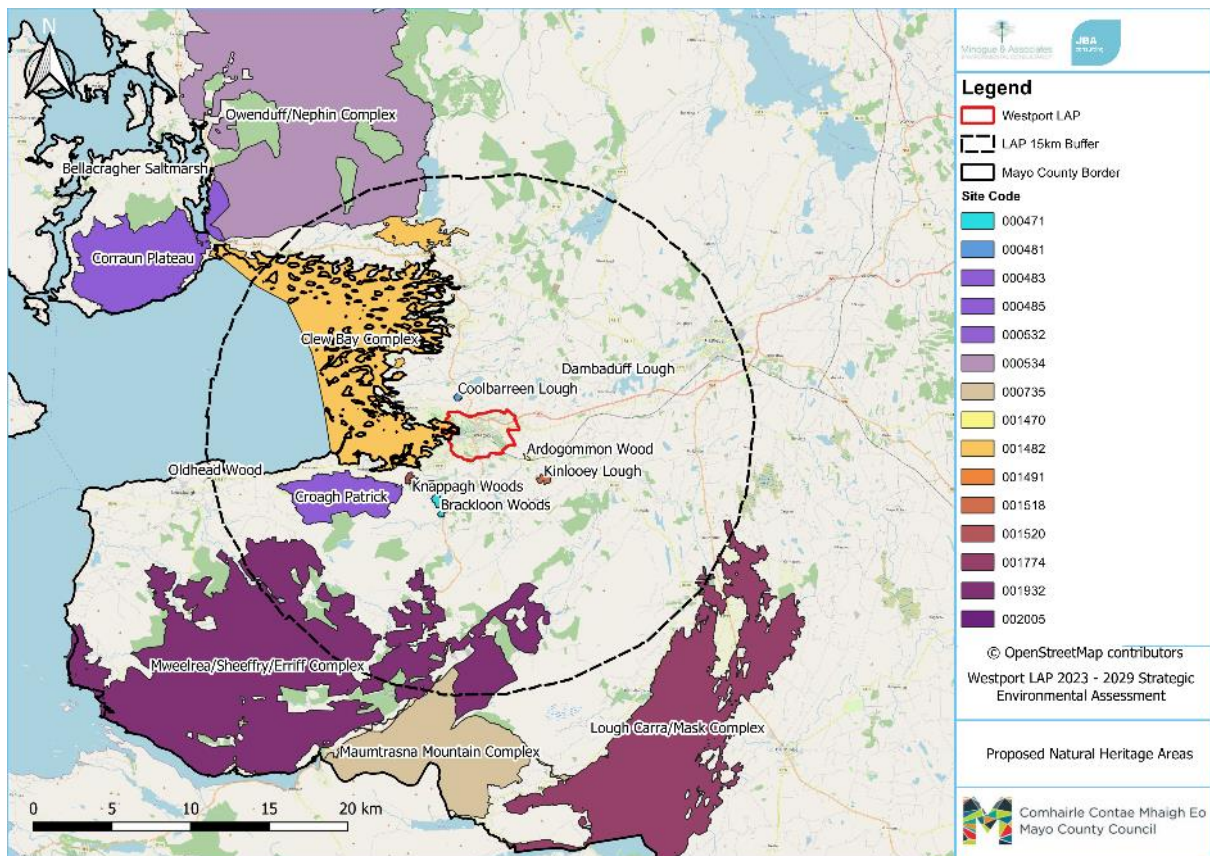 N
Owenduff/Nephin Complex
Bellacragher Saltmarsh
Corraun Plateau
Clew Bay Complex
Dambaduff Lough
Coolbarreen Lough
Ardogommon Wood
Oldhead Wood
Kinlooey Lough
Knappagh Woods
Croagh Patrick
Brackloon Woods
Mweelrea/Sheeffry/Erriff Complex
Lough Carra/Mask Complex
Maumtrasna Mountain Complex
0 5 10 15 20 km
Minogue & Associates
JBA
consulting
Legend
Westport LAP
LAP 15km Buffer
Mayo County Border
Site Code
000471
000481
000483
000485
000532
000534
000735
001470
001482
001491
001518
001520
001774
001932
002005
© OpenStreetMap contributors
Westport LAP 2023 - 2029 Strategic
Environmental Assessment
Proposed Natural Heritage Areas
Comhairle Contae Mhaigh Eo
Mayo County Council